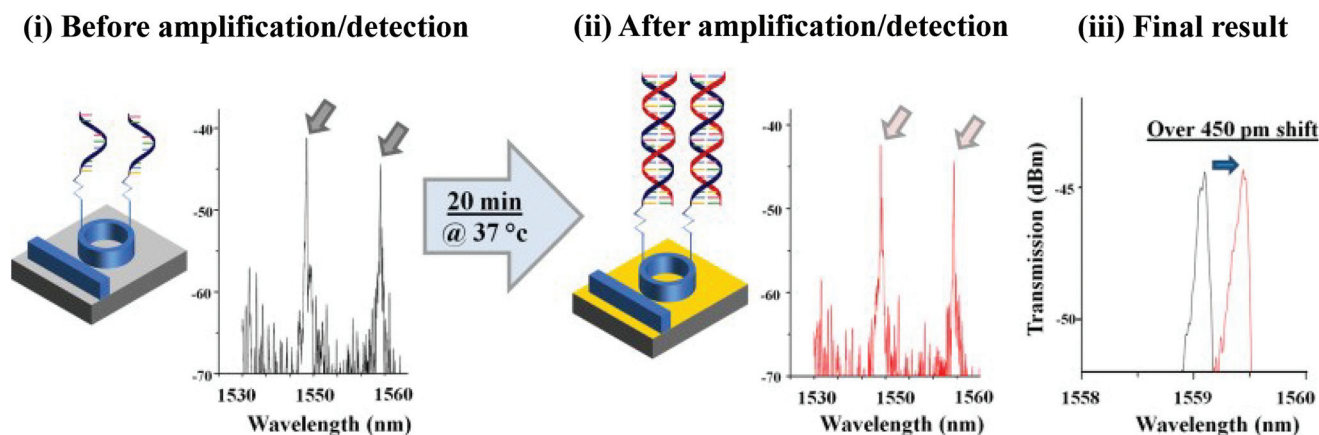 (i) Before amplification/detection
(ii) After amplification/detection
(iii) Final result
-40
-50
-60
-70
1530
1550
1560
Wavelength (nm)
20 min
@ 37 °c
-40
-50
-60
-70
1530
1550
1560
Wavelength (nm)
Over 450 pm shift
Transmission (dBm)
-45
-50
1558
1559
1560
Wavelength (nm)